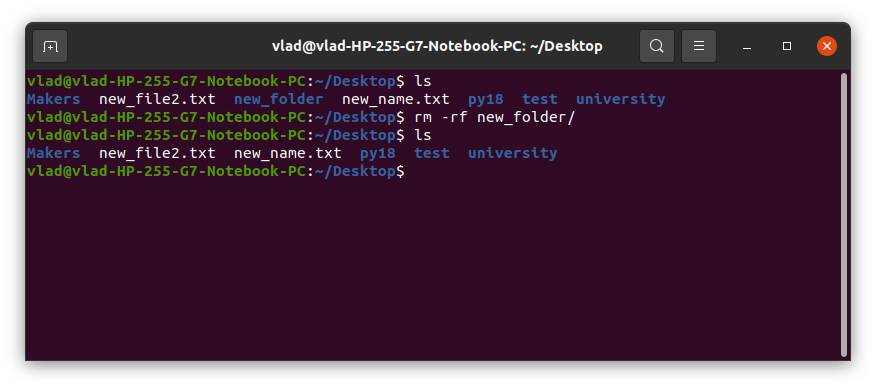 vlad@vlad-HP-255-G7-Notebook-PC: ~/Desktop
vlad@vlad-HP-255-G7-Notebook-PC:~/Desktop$ ls
Makers  new_file2.txt  new_folder  new_name.txt  py18  test  university
vlad@vlad-HP-255-G7-Notebook-PC:~/Desktop$ rm -rf new_folder/
vlad@vlad-HP-255-G7-Notebook-PC:~/Desktop$ ls
Makers  new_file2.txt  new_name.txt  py18  test  university
vlad@vlad-HP-255-G7-Notebook-PC:~/Desktop$